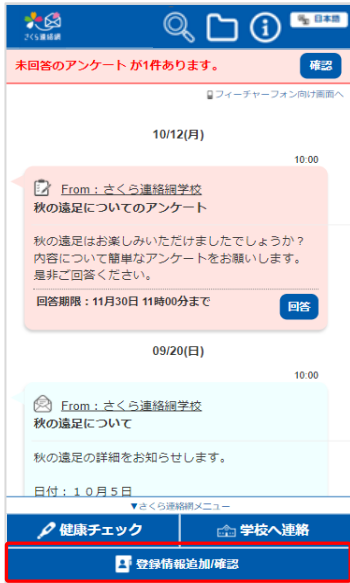 さくら連絡網
日本語
未回答のアンケート が1件あります。
確認
フィーチャーフォン向け画面へ
10/12(月)
10:00
From：さくら連絡網学校
秋の遠足についてのアンケート
秋の遠足はお楽しみいただけましたでしょうか？
内容について簡単なアンケートをお願いします。
是非ご回答ください。
回答期限：11月30日 11時00分まで
回答
09/20(日)
10:00
From：さくら連絡網学校
秋の遠足について
秋の遠足の詳細をお知らせします。
日付：１０月５日
▼さくら連絡網メニュー
健康チェック
学校へ連絡
登録情報追加/確認